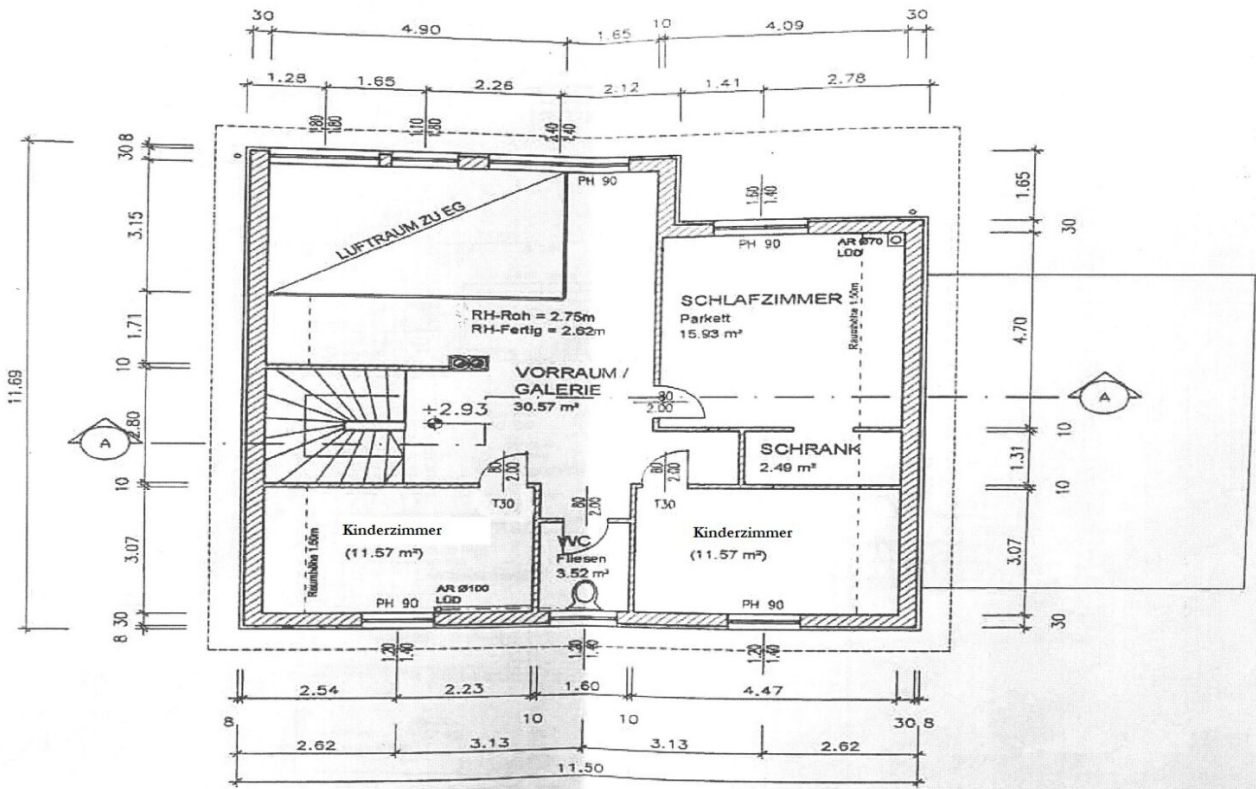 30 4.90 1.65 10 4.09 30
1.28 1.65 2.26 2.12 1.41 2.78
1.80
1.80
1.10
1.80
2.40
2.40
1.60
1.40
PH 90
PH 90
AR Ø70
LÜD
LUFTRAUM ZU EG
RH-Roh = 2.75m
RH-Fertig = 2.62m
SCHLAFZIMMER
Parkett
15.93 m²
Raumhöhe 1.50m
VORRAUM /
GALERIE
30.57 m²
±2.93
80
2.00
SCHRANK
2.49 m²
80
2.00
T30
80
2.00
80
2.00
T30
Kinderzimmer
(11.57 m²)
Raumhöhe 1.50m
AR Ø100
LÜD
PH 90
WC
Fliesen
3.52 m²
Kinderzimmer
(11.57 m²)
PH 90
A
A
11.69
30 8
3.15
1.71
10
2.80
10
3.07
8 30
1.65
30
4.70
10
1.31
10
3.07
30
1.20
1.40
1.20
1.40
2.54 2.23 1.60 4.47
8 10 10 30 8
2.62 3.13 3.13 2.62
11.50